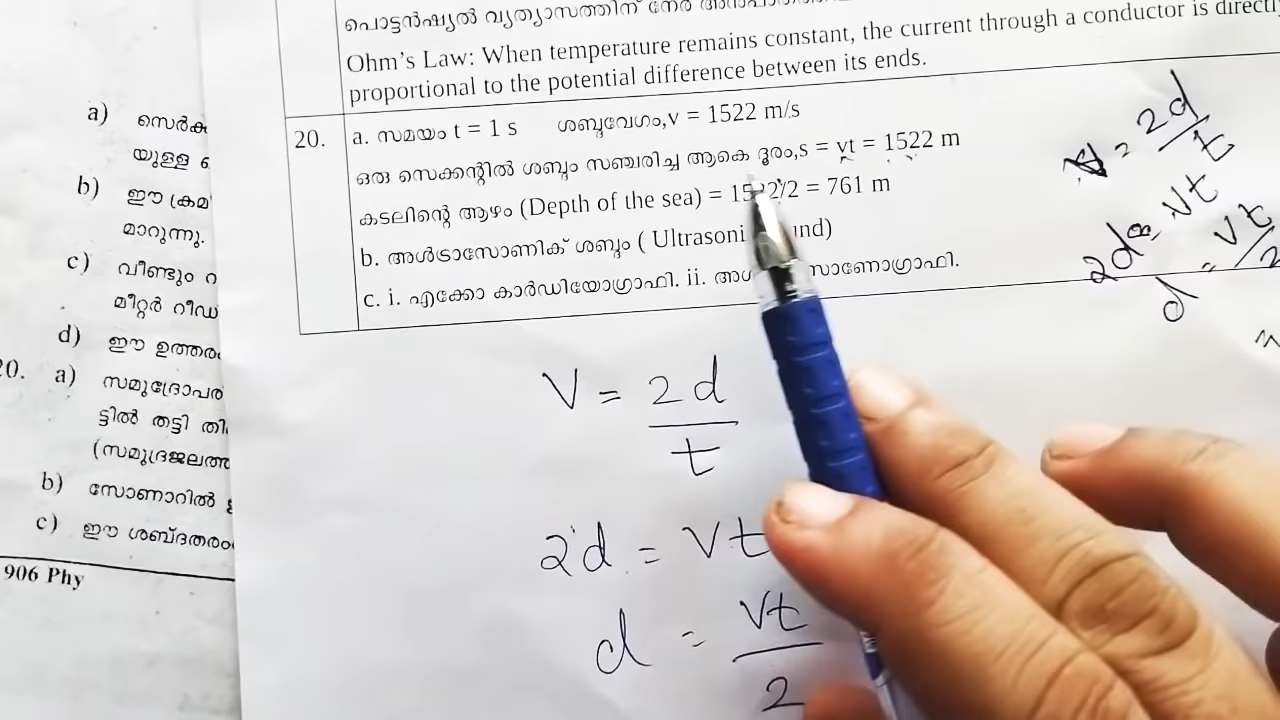 പൊട്ടൻഷ്യൽ വ്യത്യാസത്തിന് നേർ
Ohm's Law: When temperature remains constant, the current through a conductor is
proportional to the potential difference between its ends.
20. a. സമയം t = 1 s ശബ്ദവേഗം,v = 1522 m/s
ഒരു സെക്കന്റിൽ ശബ്ദം സഞ്ചരിച്ച ആകെ ദൂരം,s = vt = 1522 m
കടലിന്റെ ആഴം (Depth of the sea) = 1522/2 = 761 m
b. അൾട്രാസോണിക് ശബ്ദം (
c. i. എക്കോ കാർഡിയോഗ്രാഫി. ii.
V = 2d/t
2d = Vt
d = Vt/2
= 2d/t
2d = Vt
d = Vt/2
a)
യുള്ള
b) ഈ
മാറുന്നു.
c) വീണ്ടും
മീറ്റർ
d) ഈ
20. a)
ട്ടിൽ തട്ടി
b) സോണാറിൽ
c) ഈ
906 Phy